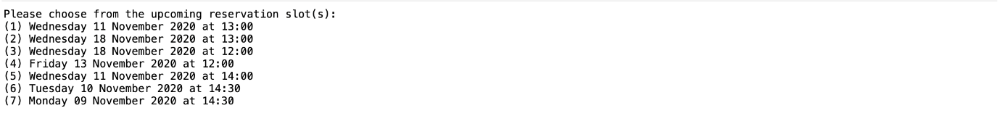 Please choose from the upcoming reservation slot(s):
(1) Wednesday 11 November 2020 at 13:00
(2) Wednesday 18 November 2020 at 13:00
(3) Wednesday 18 November 2020 at 12:00
(4) Friday 13 November 2020 at 12:00
(5) Wednesday 11 November 2020 at 14:00
(6) Tuesday 10 November 2020 at 14:30
(7) Monday 09 November 2020 at 14:30